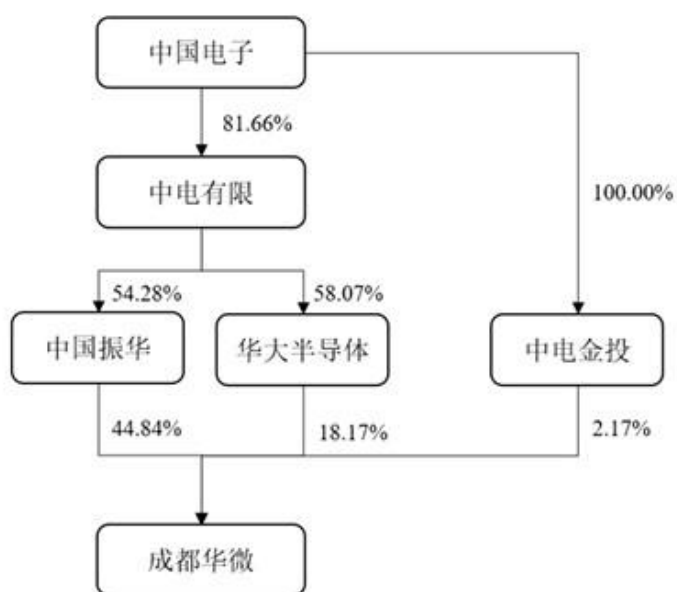 中国电子
81.66%
中电有限
100.00%
54.28%
58.07%
中国振华
华大半导体
中电金投
44.84%
18.17%
2.17%
成都华微